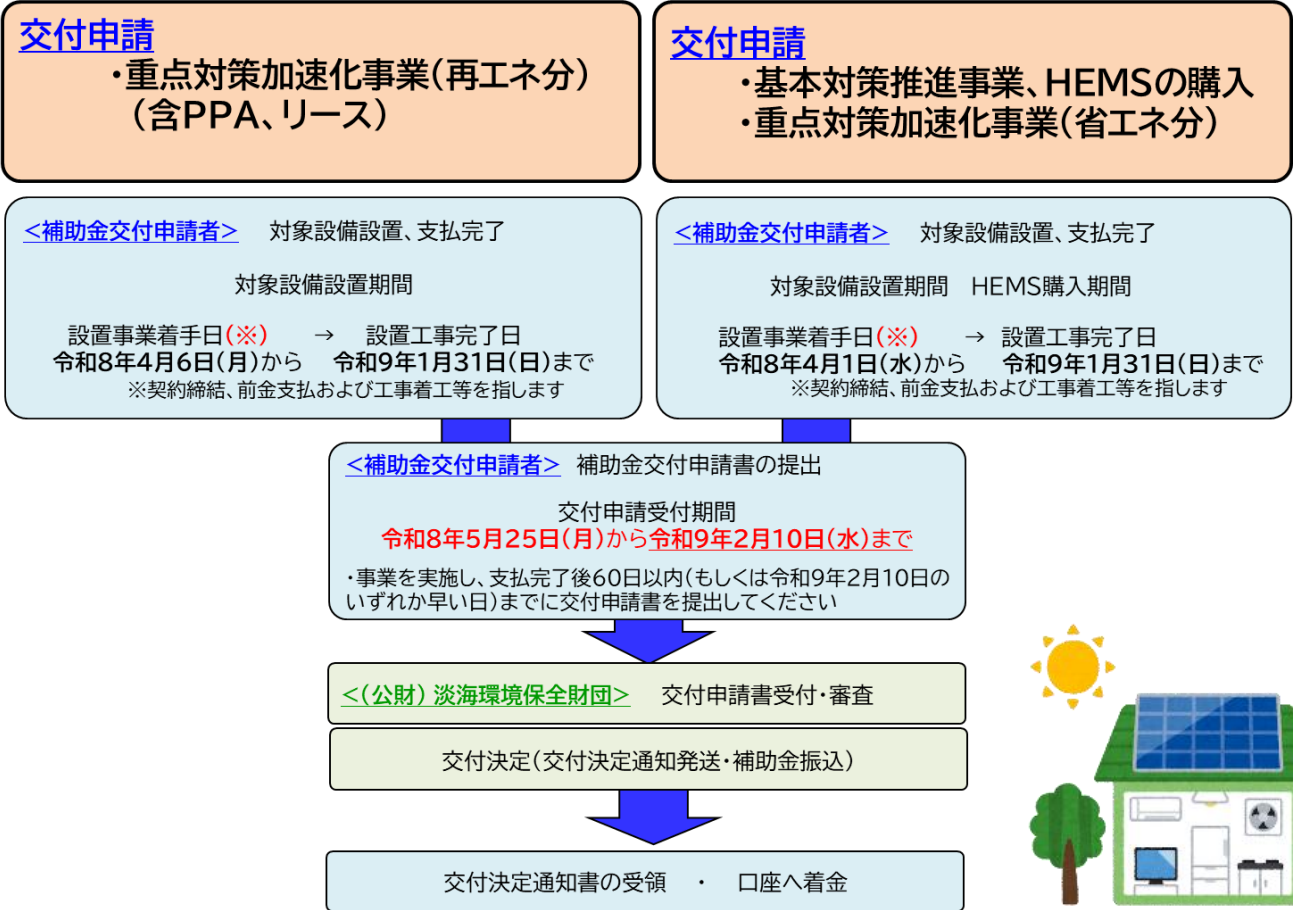 交付申請
・重点対策加速化事業(再エネ分)
(含PPA、リース)
交付申請
・基本対策推進事業、HEMSの購入
・重点対策加速化事業(省エネ分)
<補助金交付申請者> 対象設備設置、支払完了
対象設備設置期間
設置事業着手日(※) → 設置工事完了日
令和8年4月6日(月)から 令和9年1月31日(日)まで
※契約締結、前金支払および工事着工等を指します
<補助金交付申請者> 対象設備設置、支払完了
対象設備設置期間 HEMS購入期間
設置事業着手日(※) → 設置工事完了日
令和8年4月1日(水)から 令和9年1月31日(日)まで
※契約締結、前金支払および工事着工等を指します
<補助金交付申請者> 補助金交付申請書の提出
交付申請受付期間
令和8年5月25日(月)から令和9年2月10日(水)まで
・事業を実施し、支払完了後60日以内(もしくは令和9年2月10日の
いずれか早い日)までに交付申請書を提出してください
<(公財) 淡海環境保全財団> 交付申請書受付・審査
交付決定(交付決定通知発送・補助金振込)
交付決定通知書の受領 ・ 口座へ着金